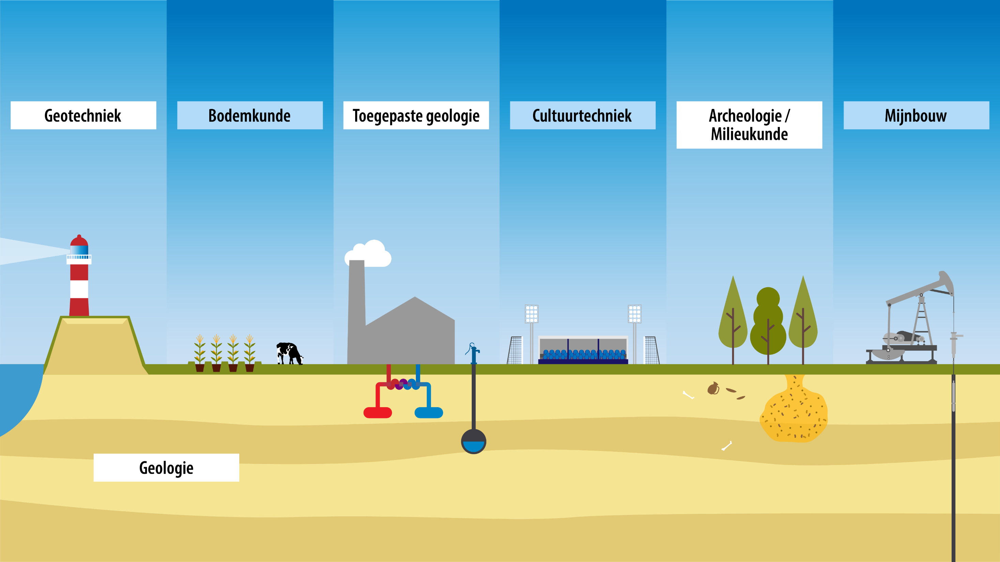 Geotechniek
Bodemkunde
Toegepaste geologie
Cultuurtechniek
Archeologie /
Milieukunde
Mijnbouw
Geologie